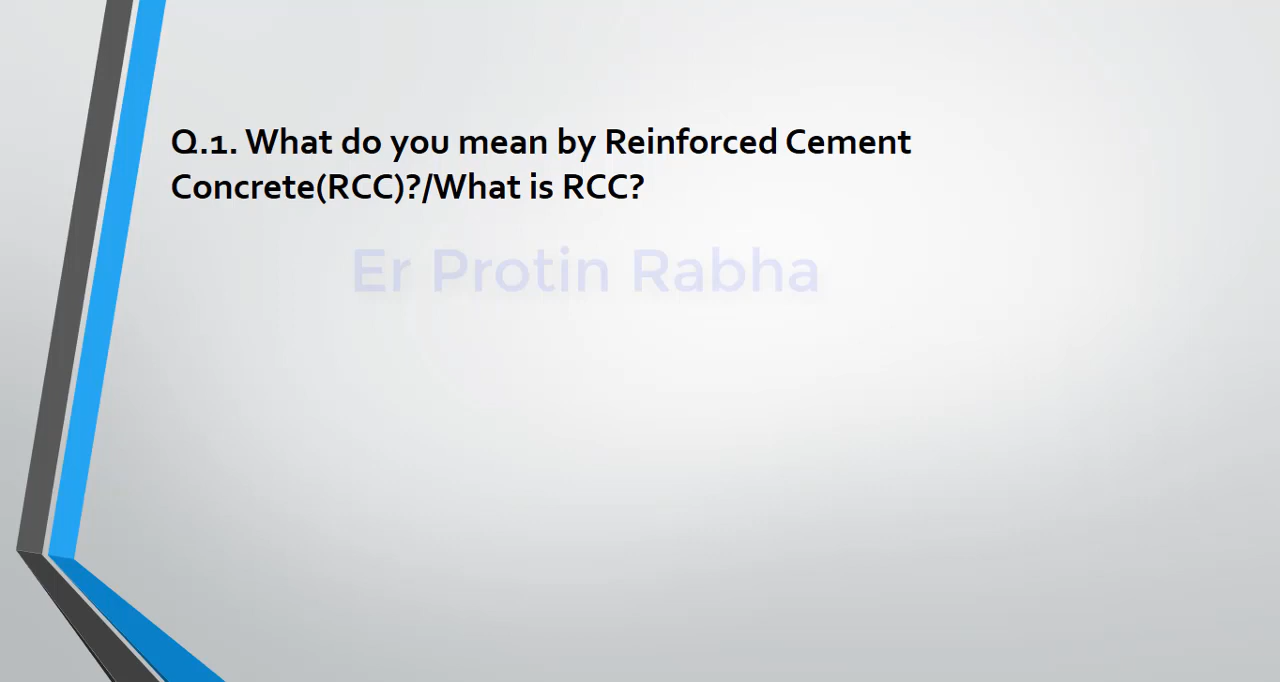 Q.1. What do you mean by Reinforced Cement
Concrete(RCC)?/What is RCC?
Er Protin Rabha